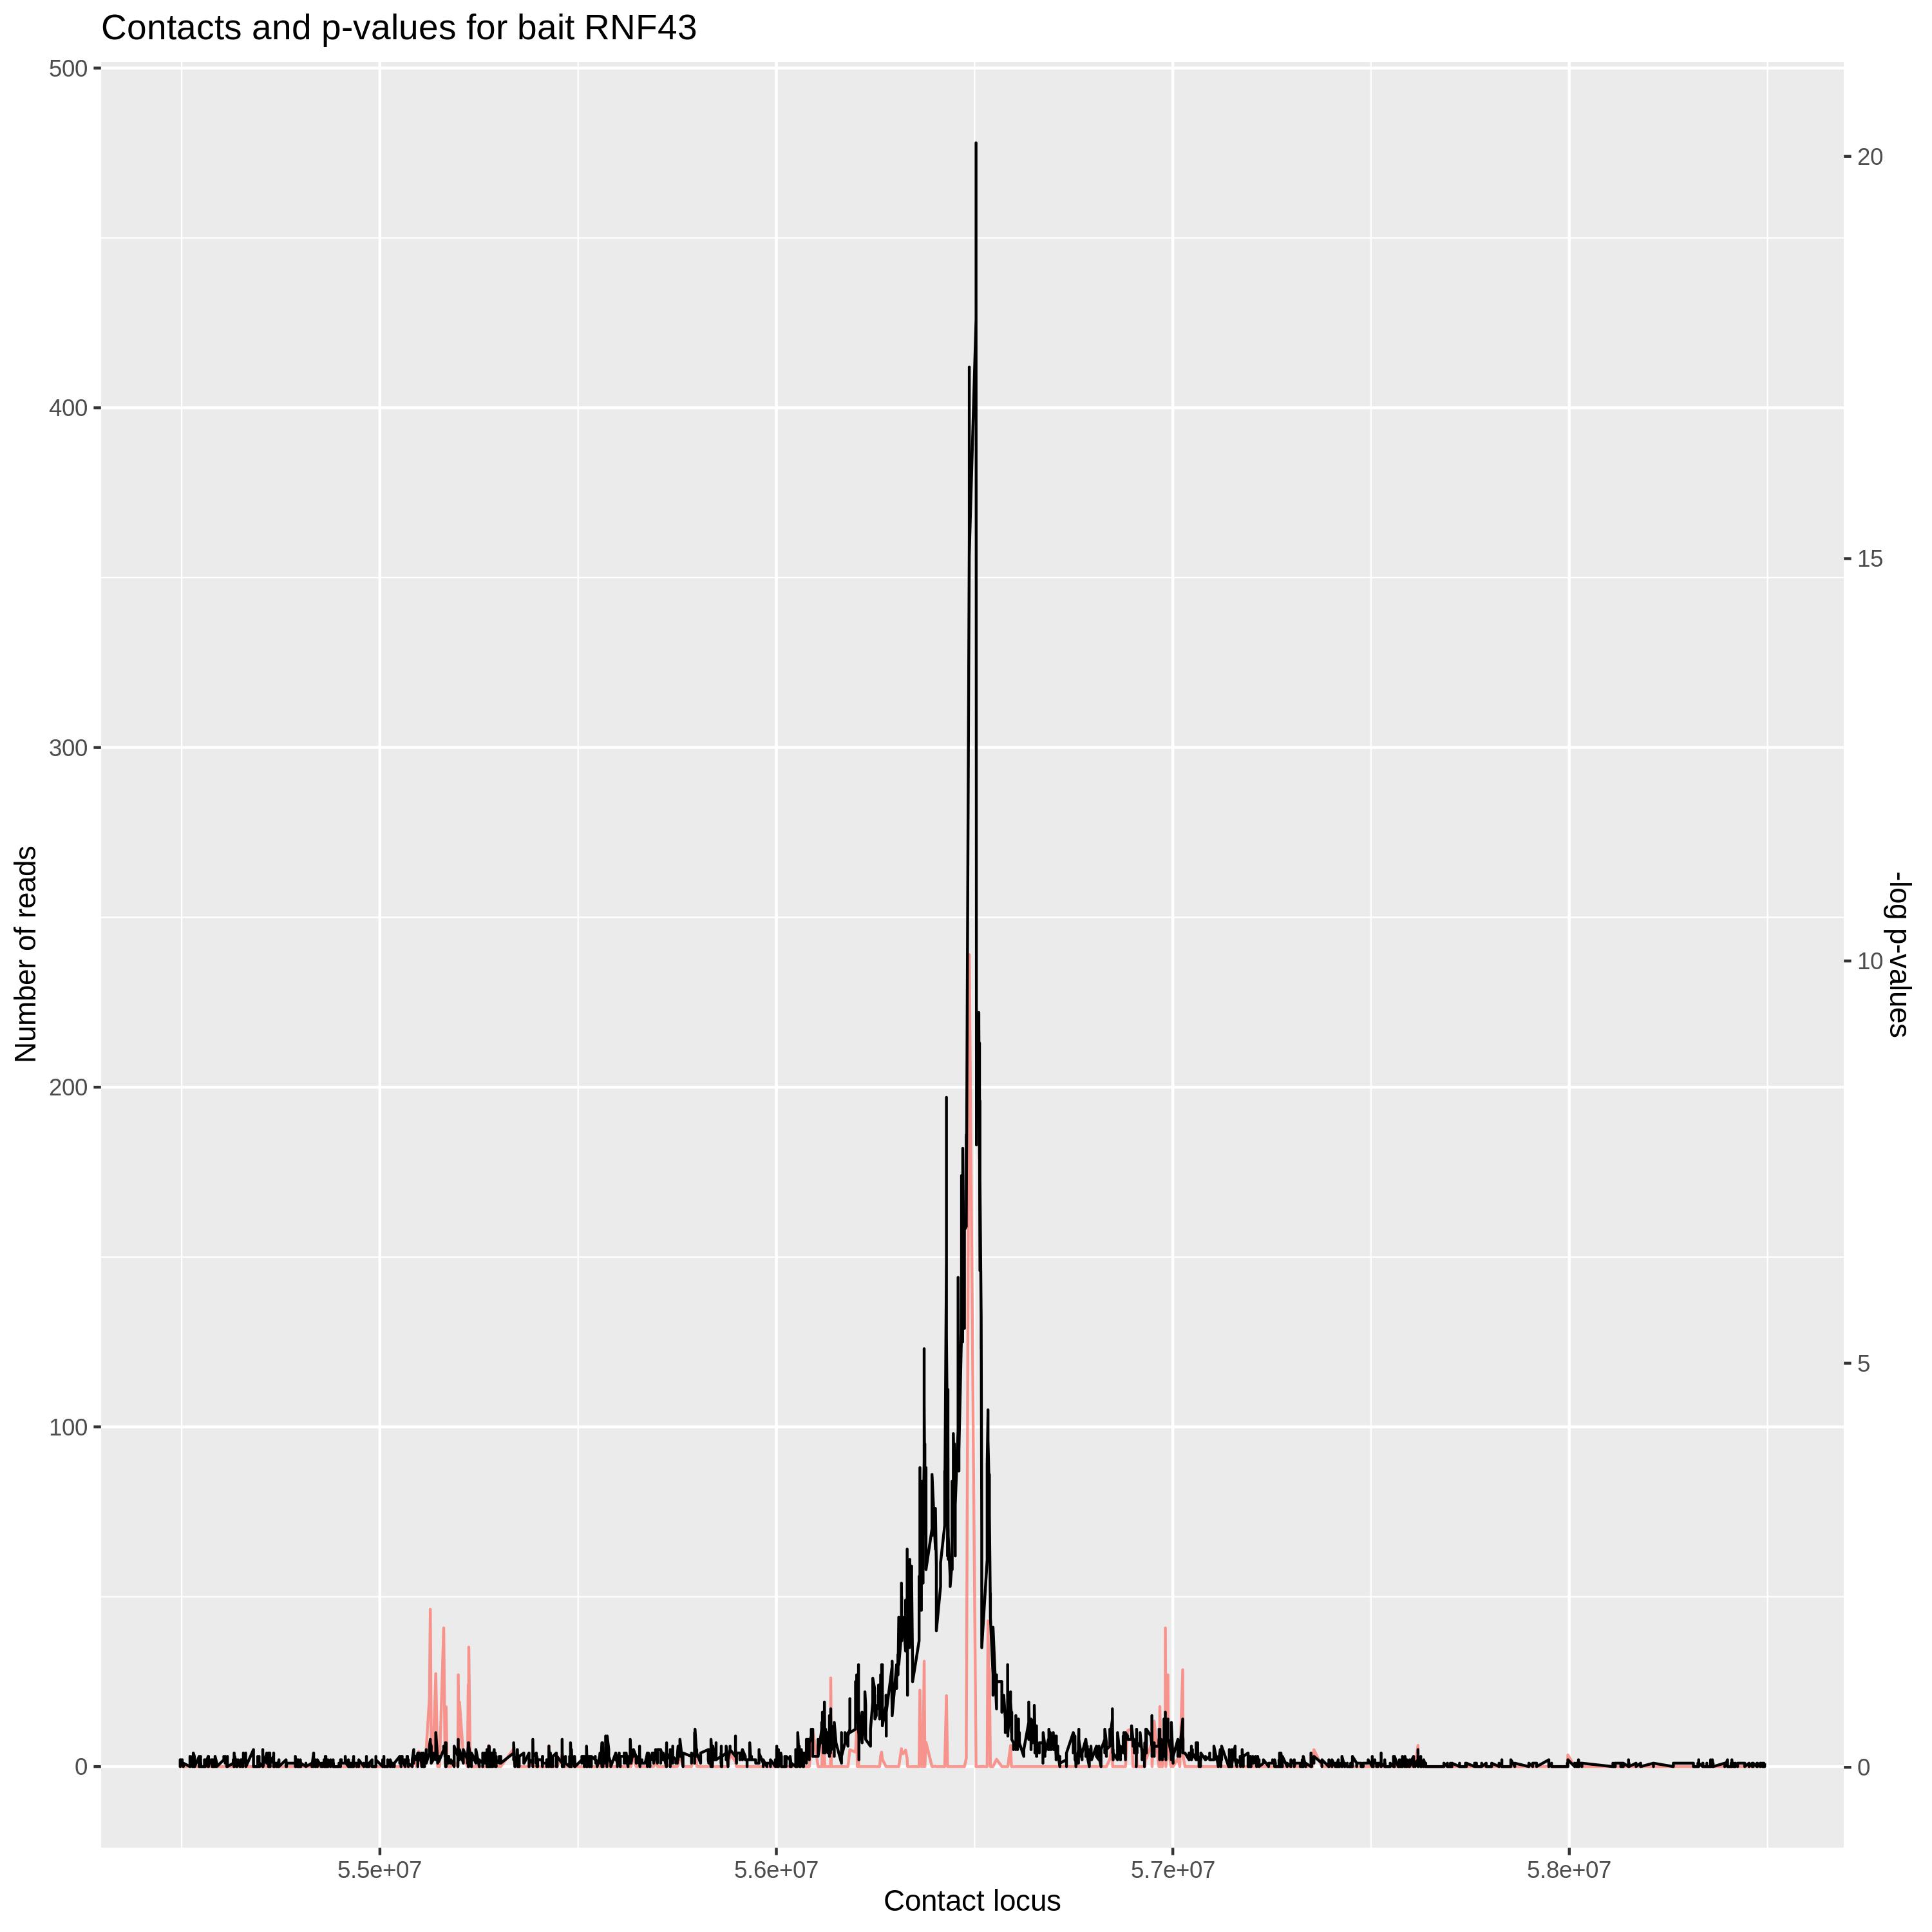 Contacts and p-values for bait RNF43
500
400
300
200
100
0
Number of reads
20
15
10
5
0
-log p-values
5.5e+07
5.6e+07
5.7e+07
5.8e+07
Contact locus